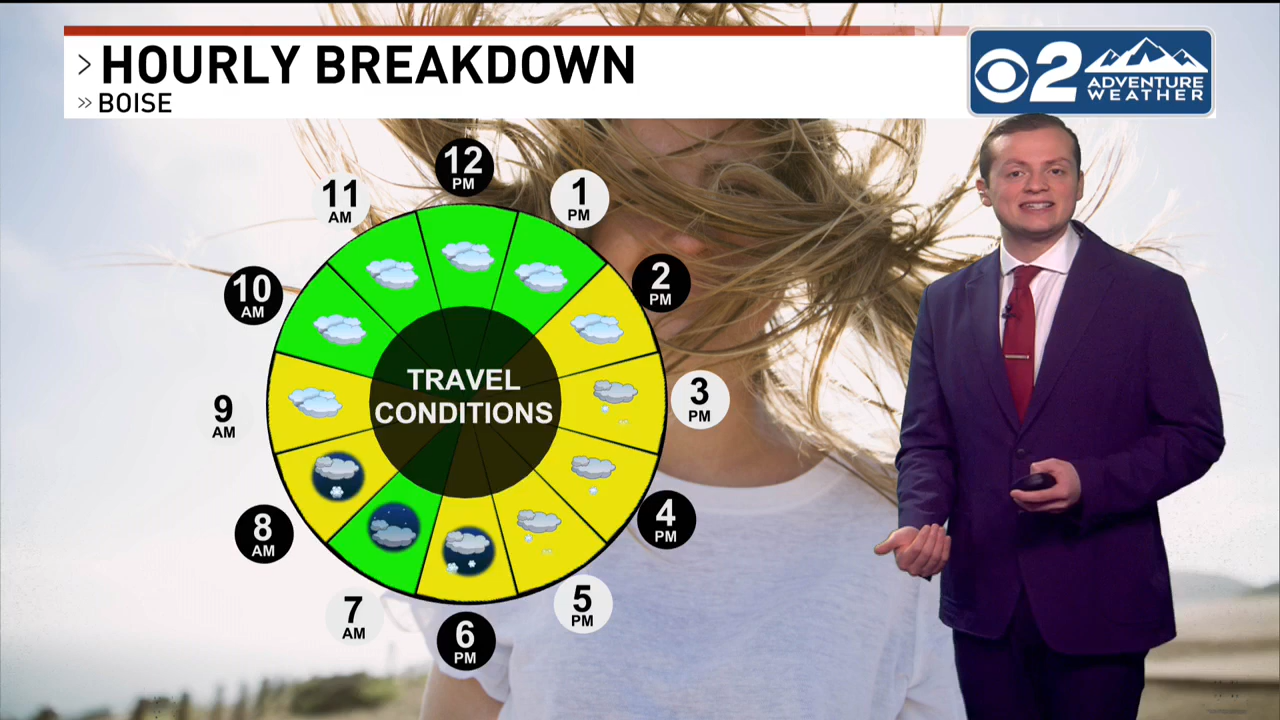 > HOURLY BREAKDOWN
» BOISE
2
ADVENTURE
WEATHER
12
PM
1
PM
2
PM
3
PM
4
PM
5
PM
6
PM
7
AM
8
AM
9
AM
10
AM
11
AM
TRAVEL
CONDITIONS